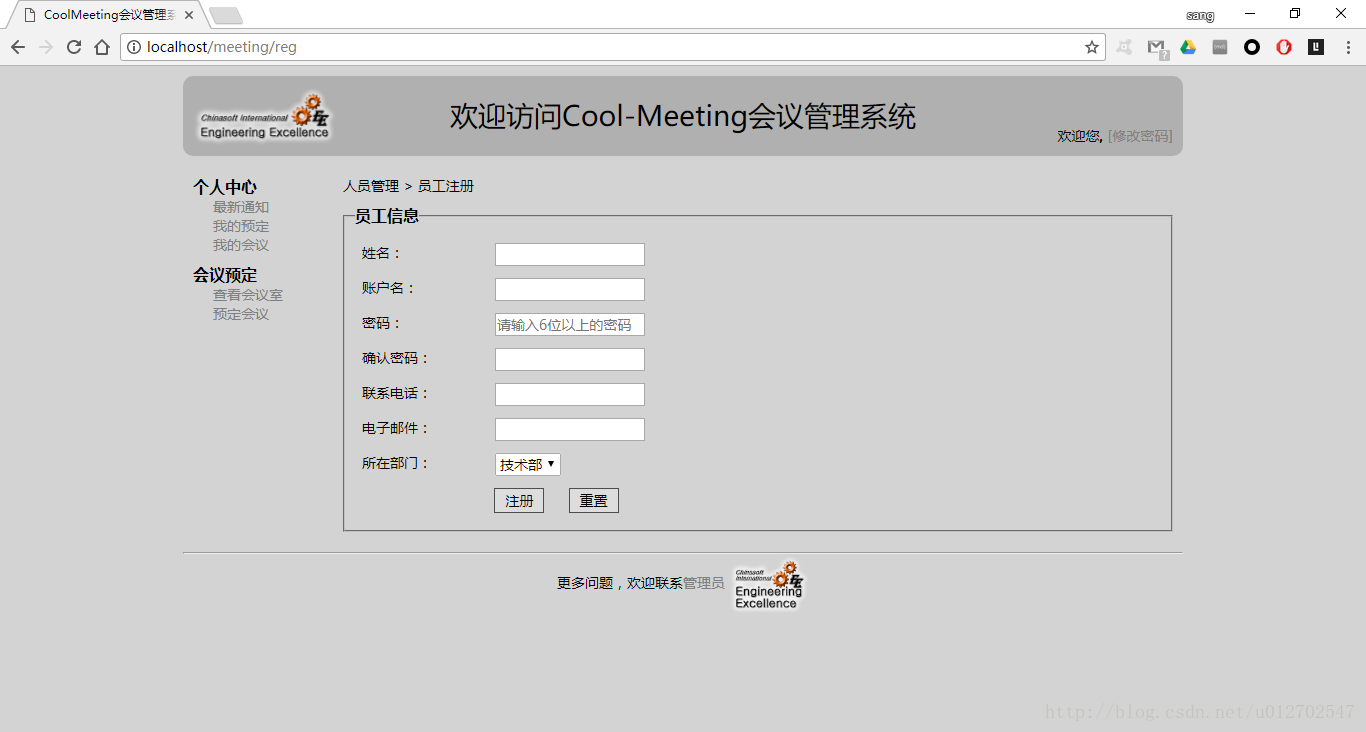 CoolMeeting会议管理系
sang
localhost/meeting/reg
Chinasoft International
Engineering Excellence
欢迎访问Cool-Meeting会议管理系统
欢迎您, [修改密码]
个人中心
最新通知
我的预定
我的会议
会议预定
查看会议室
预定会议
人员管理 > 员工注册
员工信息
姓名：
账户名：
密码： 请输入6位以上的密码
确认密码：
联系电话：
电子邮件：
所在部门： 技术部
注册 重置
更多问题，欢迎联系管理员
Chinasoft
International
Engineering
Excellence
http://blog.csdn.net/u012702547